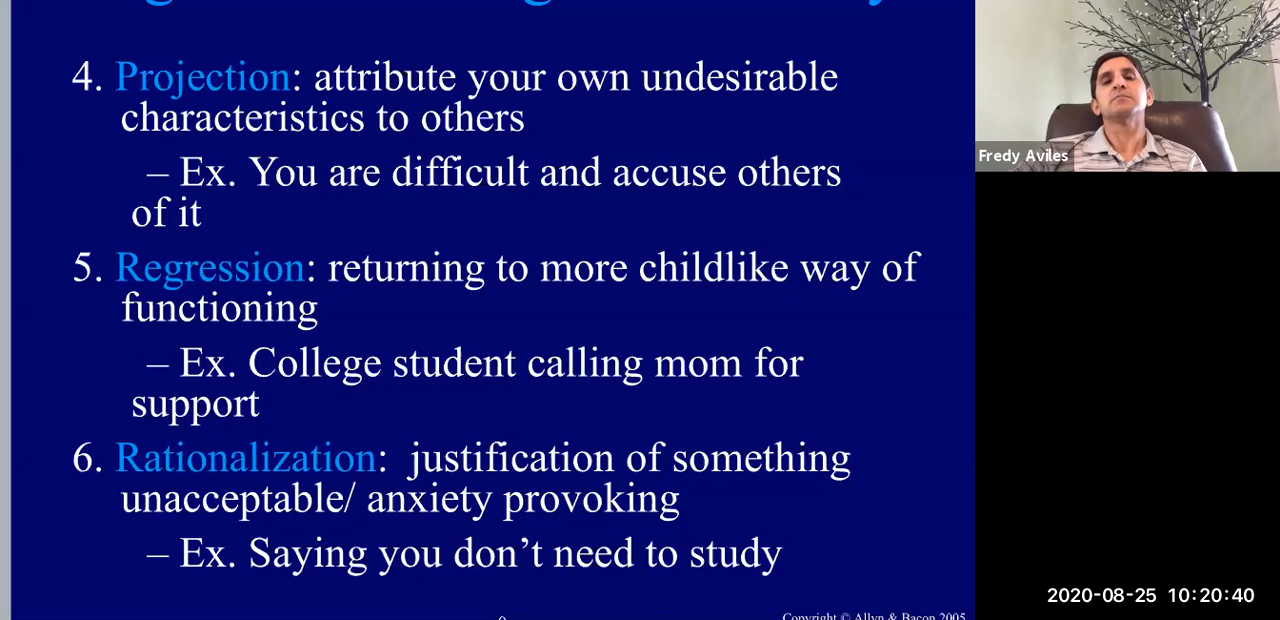 4. Projection: attribute your own undesirable
characteristics to others
– Ex. You are difficult and accuse others
of it
5. Regression: returning to more childlike way of
functioning
– Ex. College student calling mom for
support
6. Rationalization: justification of something
unacceptable/ anxiety provoking
– Ex. Saying you don’t need to study
Copyright © Allyn & Bacon 2005
Fredy Aviles
2020-08-25 10:20:40